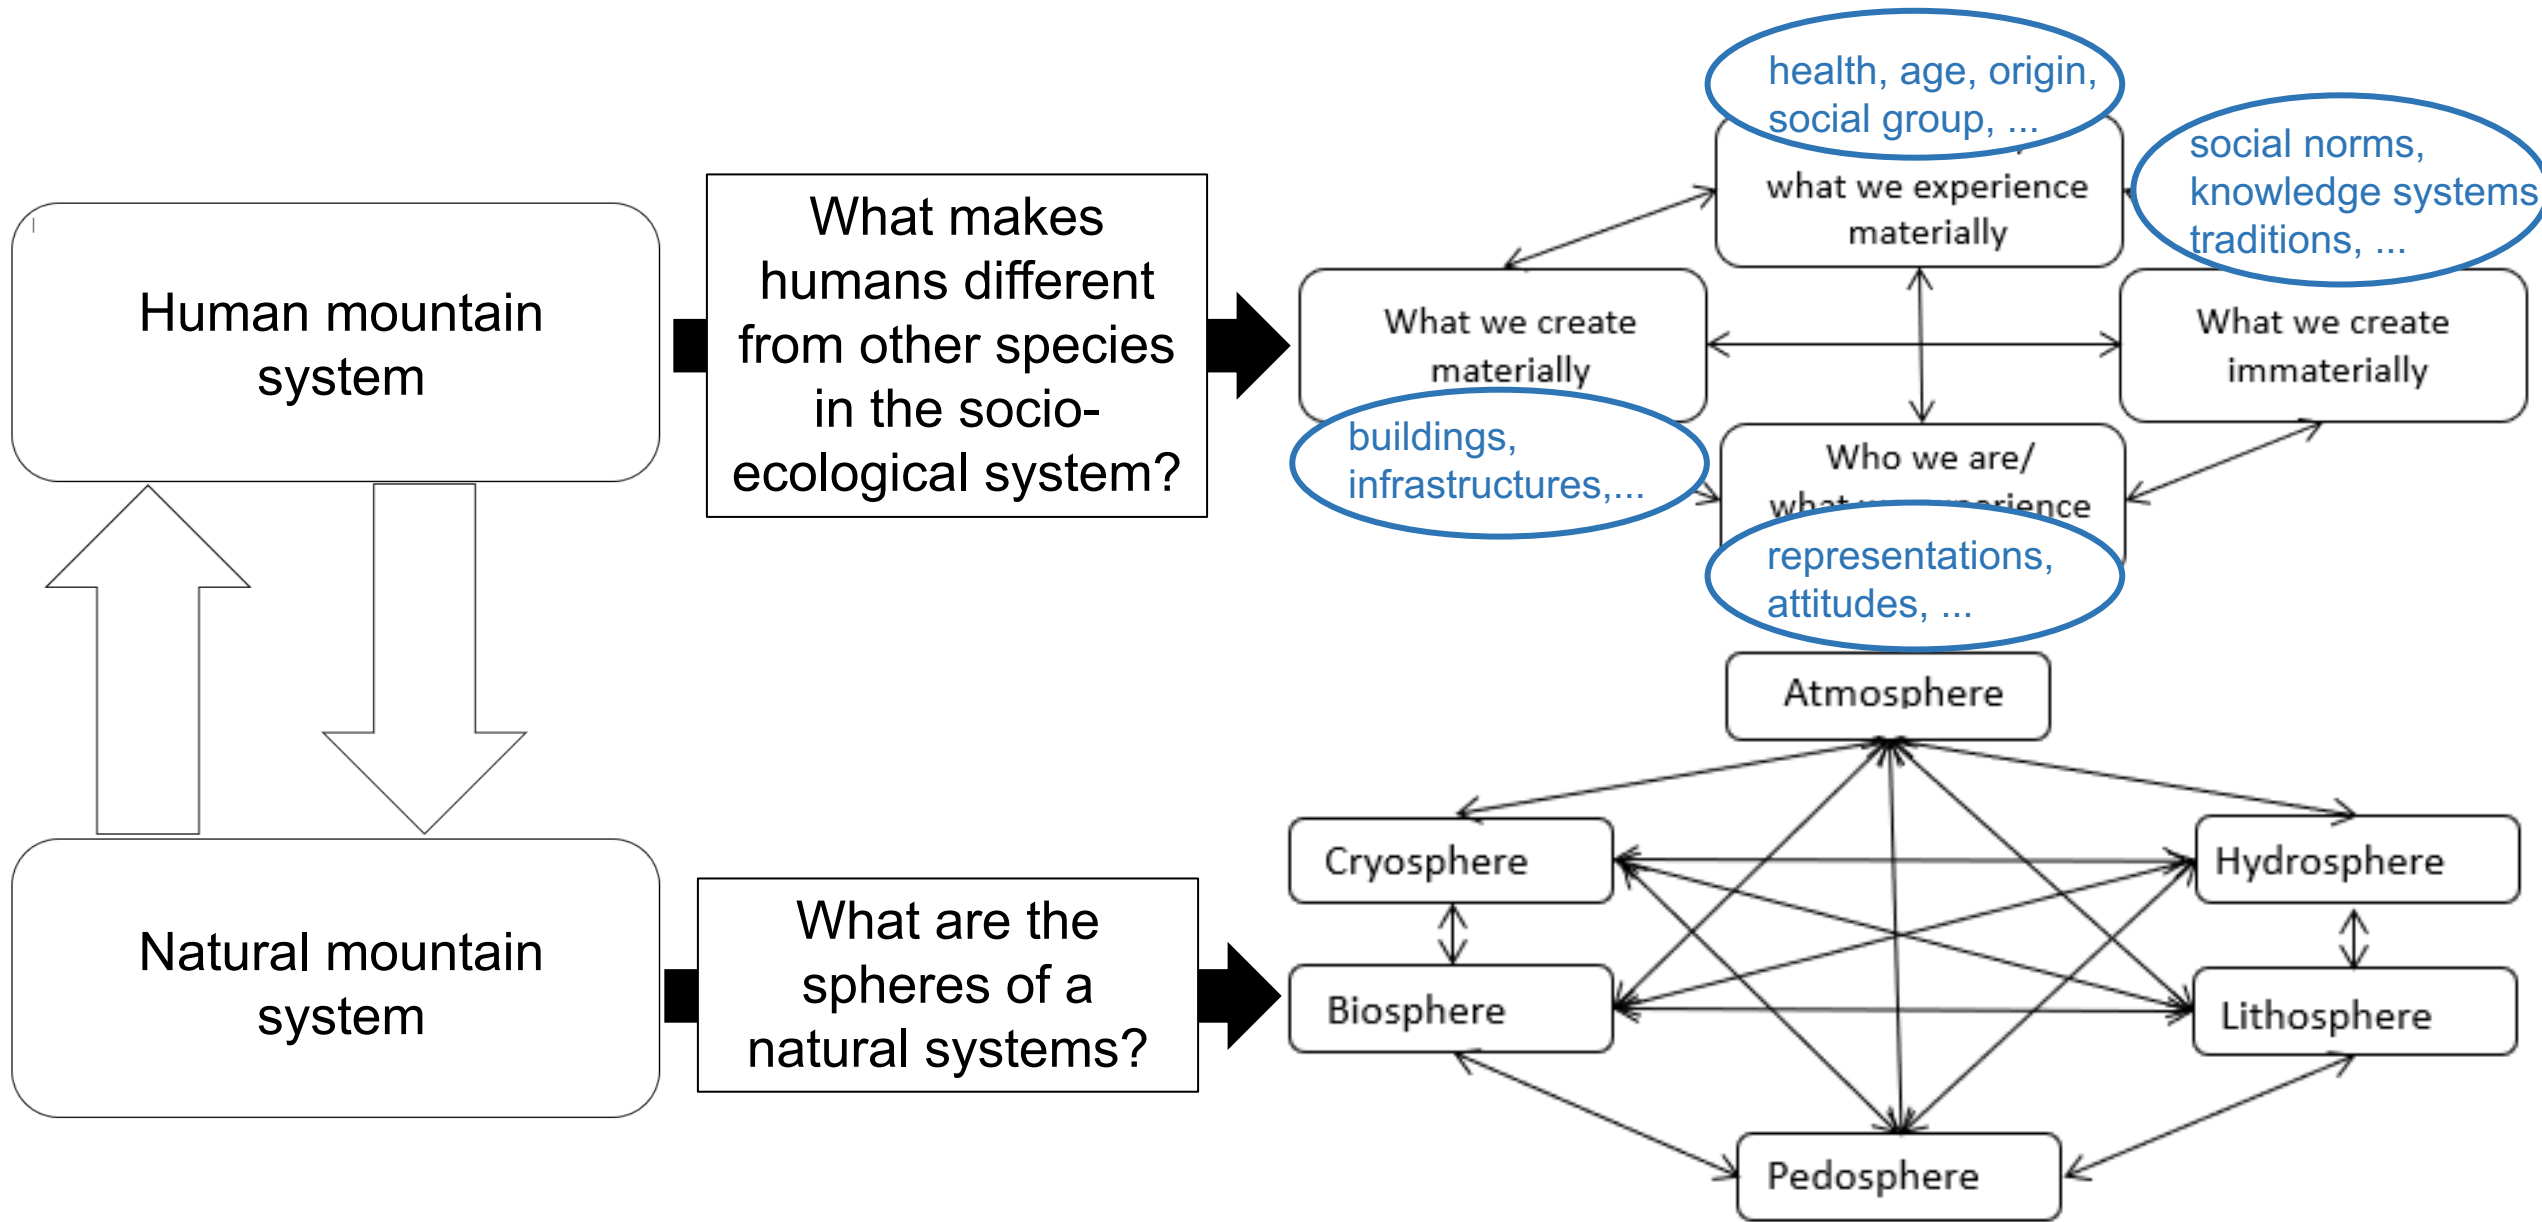 health, age, origin,
social group, ...
what we experience
materially
social norms,
knowledge systems
traditions, ...
Human mountain
system
What makes
humans different
from other species
in the socio-
ecological system?
What we create
materially
buildings,
infrastructures,...
What we create
immaterially
Who we are/
representations,
attitudes, ...
Natural mountain
system
What are the
spheres of a
natural systems?
Atmosphere
Cryosphere
Hydrosphere
Biosphere
Lithosphere
Pedosphere